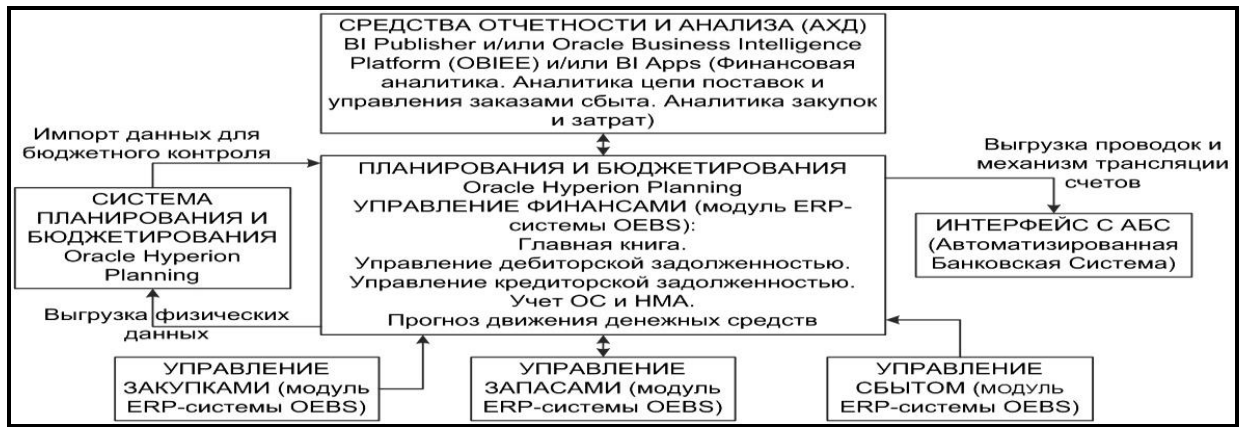 СРЕДСТВА ОТЧЕТНОСТИ И АНАЛИЗА (АХД)
BI Publisher и/или Oracle Business Intelligence
Platform (OBIEE) и/или BI Apps (Финансовая
аналитика. Аналитика цепи поставок и
управления заказами сбыта. Аналитика закупок
и затрат)
Импорт данных для
бюджетного контроля
СИСТЕМА
ПЛАНИРОВАНИЯ И
БЮДЖЕТИРОВАНИЯ
Oracle Hyperion
Planning
Выгрузка физических
данных
ПЛАНИРОВАНИЯ И БЮДЖЕТИРОВАНИЯ
Oracle Hyperion Planning
УПРАВЛЕНИЕ ФИНАНСАМИ (модуль ERP-
системы OEBS):
Главная книга.
Управление дебиторской задолженностью.
Управление кредиторской задолженностью.
Учет ОС и НМА.
Прогноз движения денежных средств
Выгрузка проводок и
механизм трансляции
счетов
ИНТЕРФЕЙС С АБС
(Автоматизированная
Банковская Система)
УПРАВЛЕНИЕ
ЗАКУПКАМИ (модуль
ERP-системы OEBS)
УПРАВЛЕНИЕ
ЗАПАСАМИ (модуль
ERP-системы OEBS)
УПРАВЛЕНИЕ
СБЫТОМ (модуль
ERP-системы OEBS)